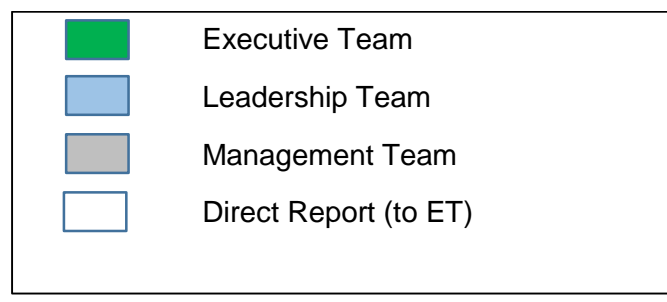 Executive Team
Leadership Team
Management Team
Direct Report (to ET)